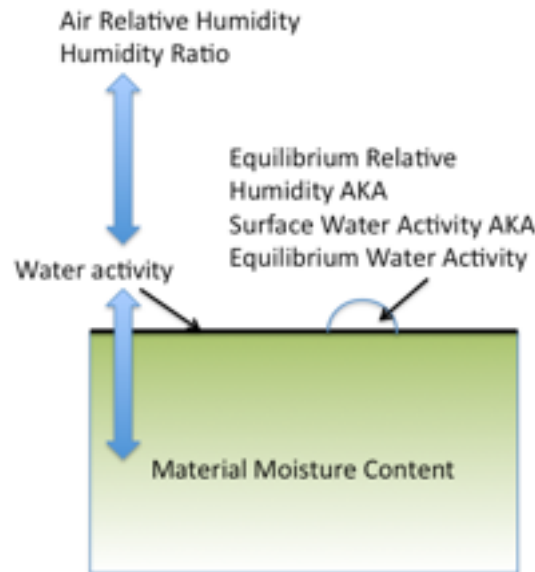 Air Relative Humidity
Humidity Ratio
Equilibrium Relative
Humidity AKA
Surface Water Activity AKA
Equilibrium Water Activity
Water activity
Material Moisture Content